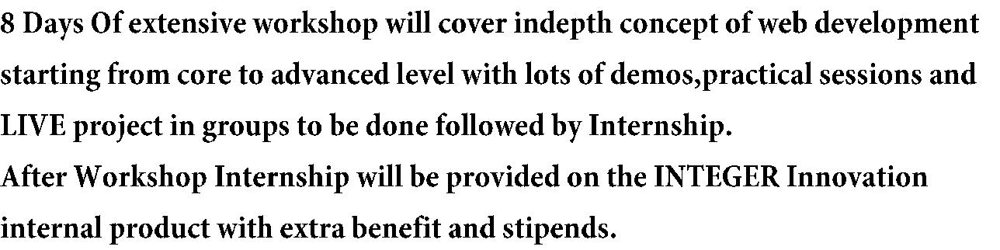 8 Days Of extensive workshop will cover indepth concept of web development
starting from core to advanced level with lots of demos,practical sessions and
LIVE project in groups to be done followed by Internship.
After Workshop Internship will be provided on the INTEGER Innovation
internal product with extra benefit and stipends.